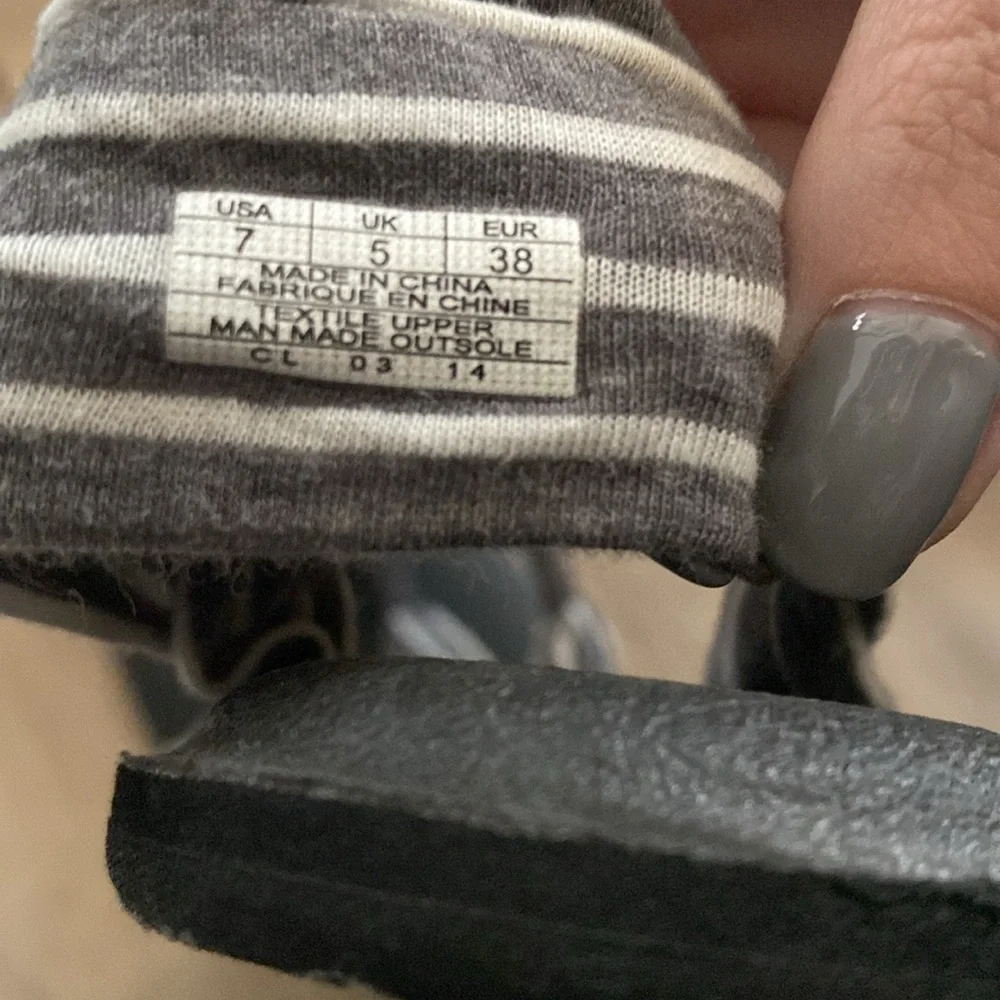 USA UK EUR
7 5 38
MADE IN CHINA
FABRIQUE EN CHINE
TEXTILE UPPER
MAN MADE OUTSOLE
CL 03 14